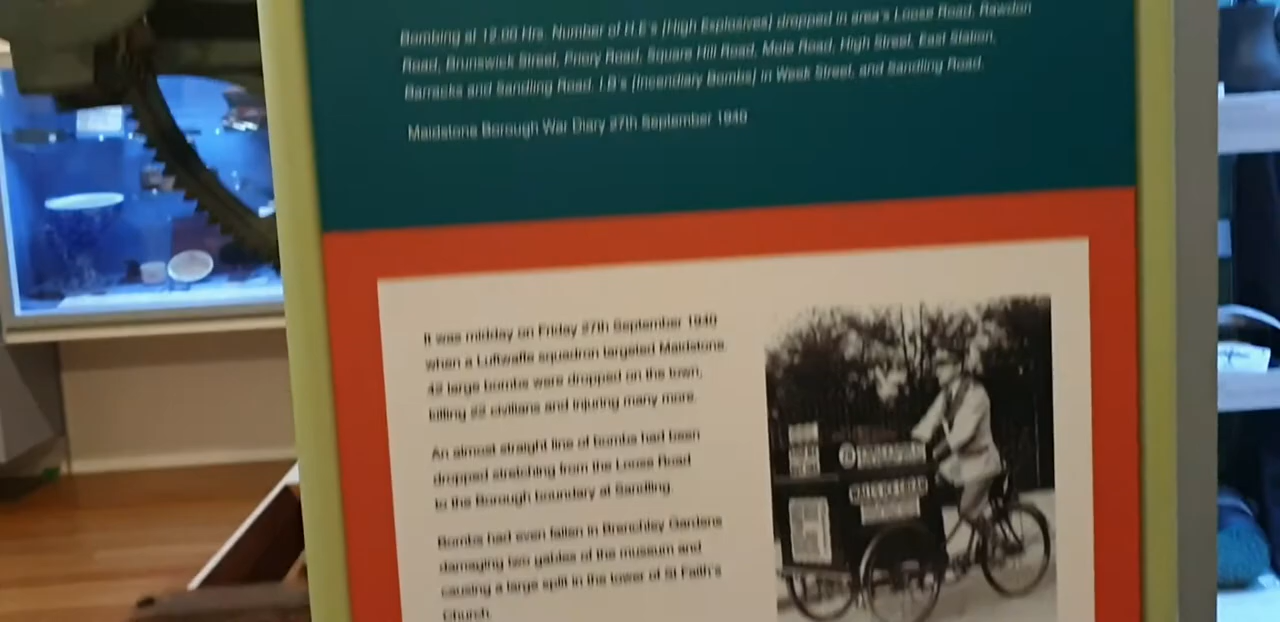 Bombing at 12.00 Hrs. Number of H.E's (High Explosives) dropped in area's Loose Road, Rawdon
Road, Brunswick Street, Priory Road, Square Hill Road, Mote Road, High Street, East Station,
Barracks and Sandling Road. I.B's (Incendiary Bombs) in Week Street, and Sandling Road.
Maidstone Borough War Diary 27th September 1940
It was midday on Friday 27th September 1940
when a Luftwaffe squadron targeted Maidstone.
42 large bombs were dropped on the town,
killing 22 civilians and injuring many more.
An almost straight line of bombs had been
dropped stretching from the Loose Road
to the Borough boundary at Sandling.
Bombs had even fallen in Brenchley Gardens
damaging two gables of the museum and
causing a large split in the tower of St Faith's
Church.